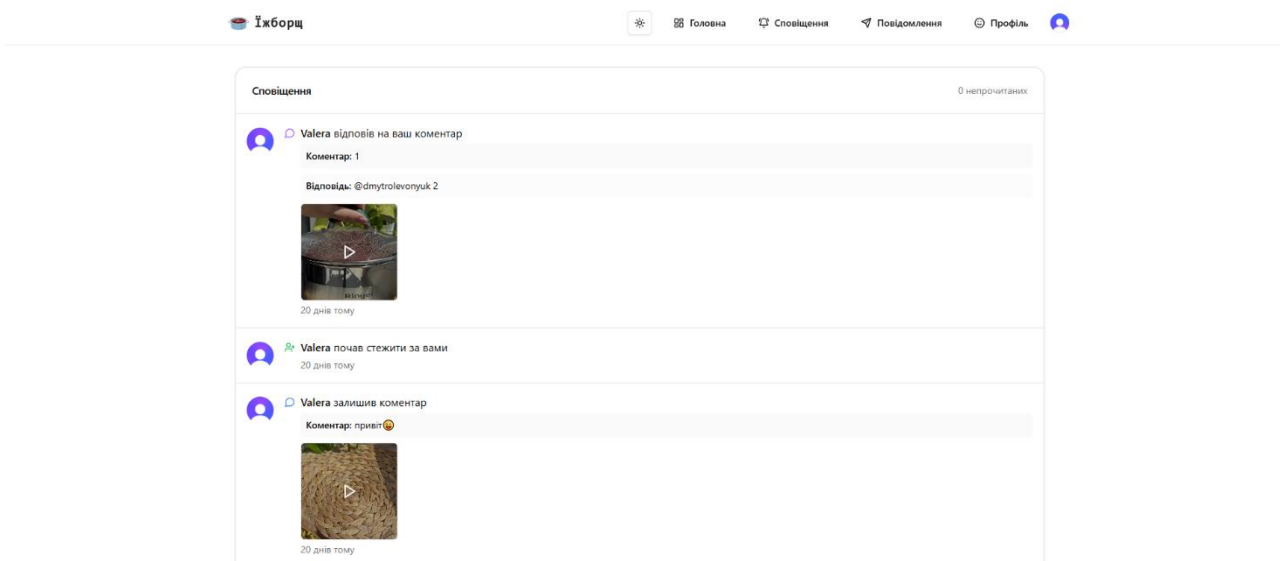 Їжборщ
Головна
Сповіщення
Повідомлення
Профіль
Сповіщення
0 непрочитаних
Valera відповів на ваш коментар
Коментар: 1
Відповідь: @dmytrolevonyuk 2
20 днів тому
Valera почав стежити за вами
20 днів тому
Valera залишив коментар
Коментар: привіт😛
20 днів тому